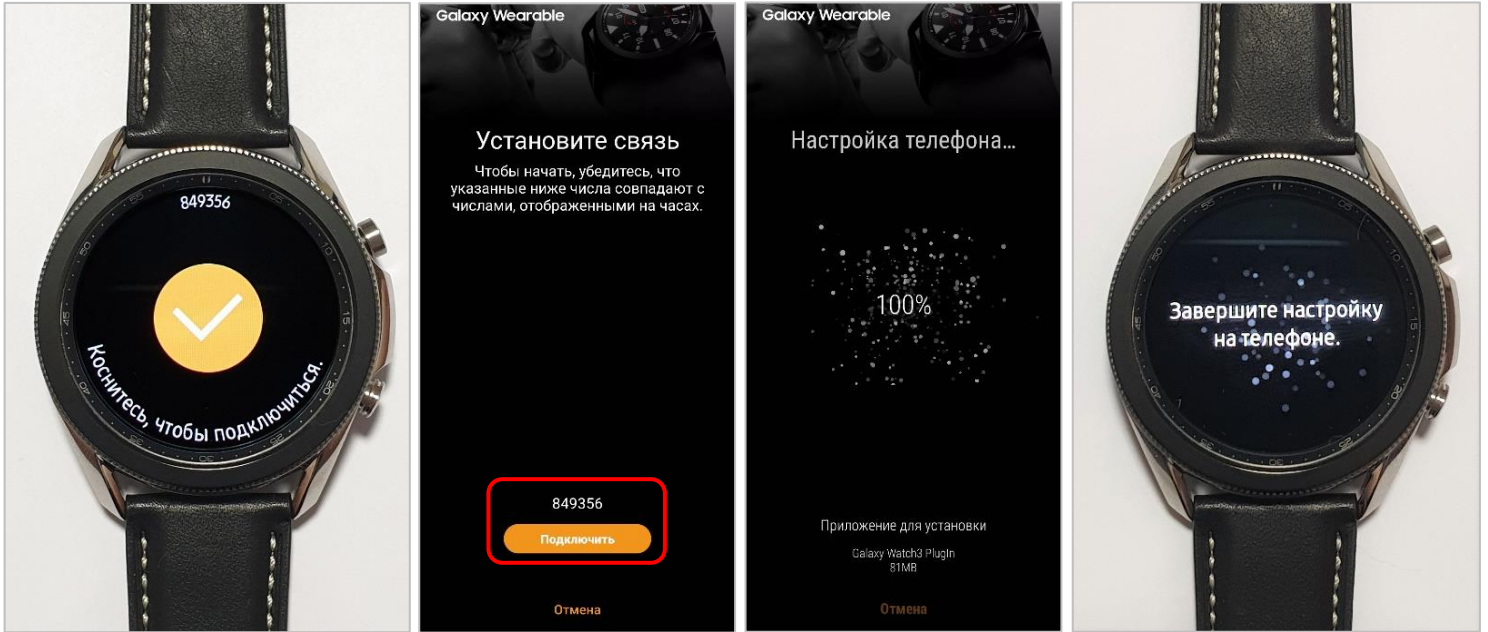 849356
Коснитесь, чтобы подключиться.
Galaxy Wearable
Установите связь
Чтобы начать, убедитесь, что
указанные ниже числа совпадают с
числами, отображенными на часах.
849356
Подключить
Отмена
Galaxy Wearable
Настройка телефона...
100%
Приложение для установки
Galaxy Watch3 PlugIn
81MB
Отмена
Завершите настройку
на телефоне.